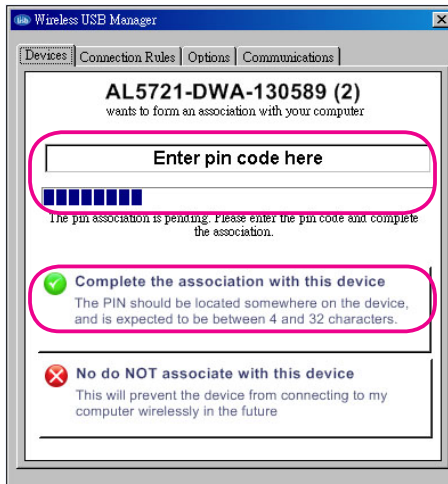 Wireless USB Manager
Devices Connection Rules Options Communications
AL5721-DWA-130589 (2)
wants to form an association with your computer
Enter pin code here
The pin association is pending. Please enter the pin code and complete
the association.
Complete the association with this device
The PIN should be located somewhere on the device,
and is expected to be between 4 and 32 characters.
No do NOT associate with this device
This will prevent the device from connecting to my
computer wirelessly in the future